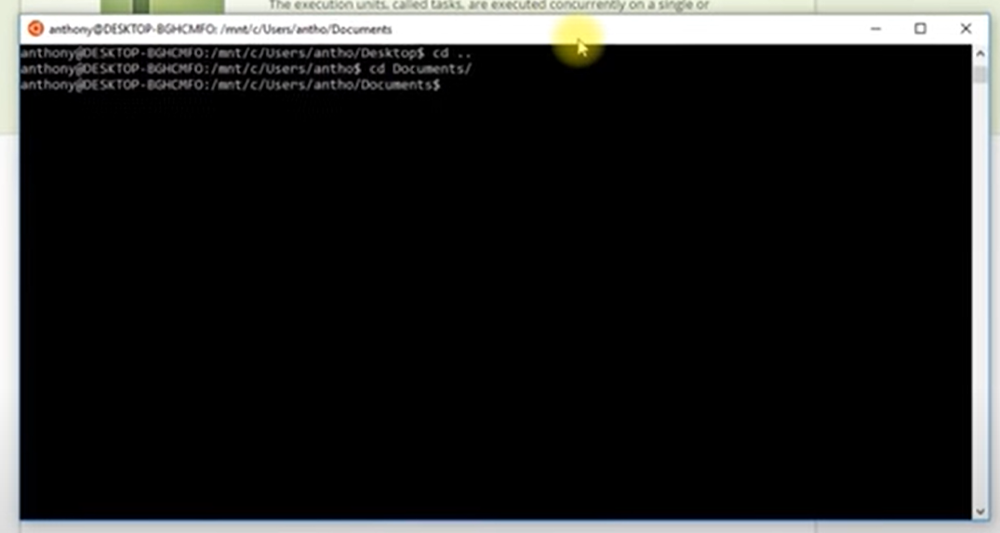 The execution units, called tasks, are executed concurrently on a single or
anthony@DESKTOP-BGHCMFO: /mnt/c/Users/antho/Documents
anthony@DESKTOP-BGHCMFO:/mnt/c/Users/antho/Desktop$ cd ..
anthony@DESKTOP-BGHCMFO:/mnt/c/Users/antho$ cd Documents/
anthony@DESKTOP-BGHCMFO:/mnt/c/Users/antho/Documents$